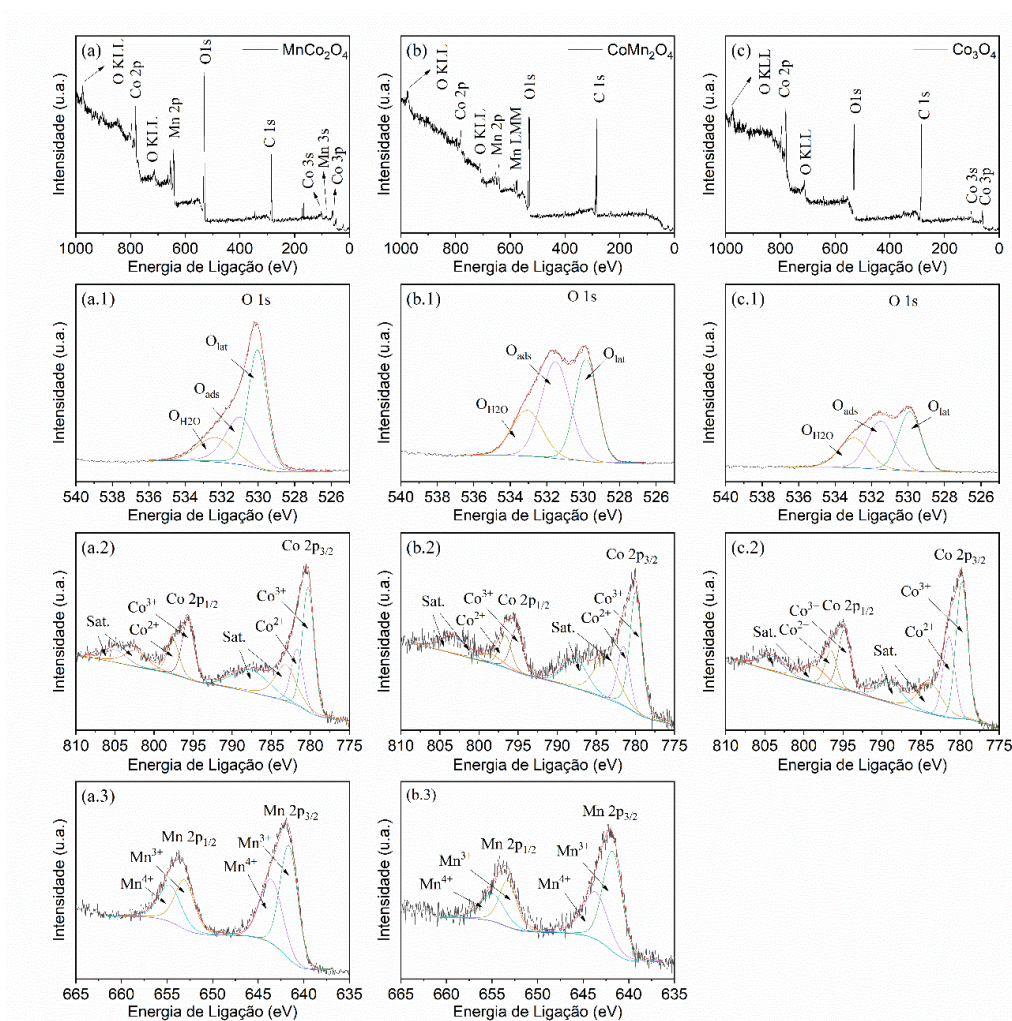 (a)
MnCo₂O₄
O KLL
Co 2p
O KLL
Mn 2p
O1s
C 1s
Co 3s
Mn 3s
Co 3p
Intensidade (u.a.)
1000 800 600 400 200 0
Energia de Ligação (eV)
(b)
CoMn₂O₄
O KLL
Co 2p
O KLL
Mn 2p
Mn LMM
O1s
C 1s
Intensidade (u.a.)
1000 800 600 400 200 0
Energia de Ligação (eV)
(c)
Co₃O₄
O KLL
Co 2p
O KLL
O1s
C 1s
Co 3s
Co 3p
Intensidade (u.a.)
1000 800 600 400 200 0
Energia de Ligação (eV)
(a.1)
O 1s
O_lat
O_ads
O_H2O
Intensidade (u.a.)
540 538 536 534 532 530 528 526
Energia de Ligação (eV)
(b.1)
O 1s
O_ads
O_lat
O_H2O
Intensidade (u.a.)
540 538 536 534 532 530 528 526
Energia de Ligação (eV)
(c.1)
O 1s
O_ads
O_lat
O_H2O
Intensidade (u.a.)
540 538 536 534 532 530 528 526
Energia de Ligação (eV)
(a.2)
Co 2p₃/₂
Co³⁺
Co 2p₁/₂
Co³⁺
Sat.
Co²⁺
Co²⁺
Sat.
Intensidade (u.a.)
810 805 800 795 790 785 780 775
Energia de Ligação (eV)
(b.2)
Co 2p₃/₂
Co³⁺
Co 2p₁/₂
Co³⁺
Co²⁺
Co²⁺
Sat.
Sat.
Intensidade (u.a.)
810 805 800 795 790 785 780 775
Energia de Ligação (eV)
(c.2)
Co 2p₃/₂
Co³⁺
Co³⁻
Co 2p₁/₂
Co²⁻
Co²⁺
Sat.
Sat.
Intensidade (u.a.)
810 805 800 795 790 785 780 775
Energia de Ligação (eV)
(a.3)
Mn 2p₃/₂
Mn³⁺
Mn 2p₁/₂
Mn³⁺
Mn⁴⁺
Mn⁴⁺
Intensidade (u.a.)
665 660 655 650 645 640 635
Energia de Ligação (eV)
(b.3)
Mn 2p₃/₂
Mn 2p₁/₂
Mn³⁺
Mn³⁺
Mn⁴⁺
Mn⁴⁺
Intensidade (u.a.)
665 660 655 650 645 640 635
Energia de Ligação (eV)